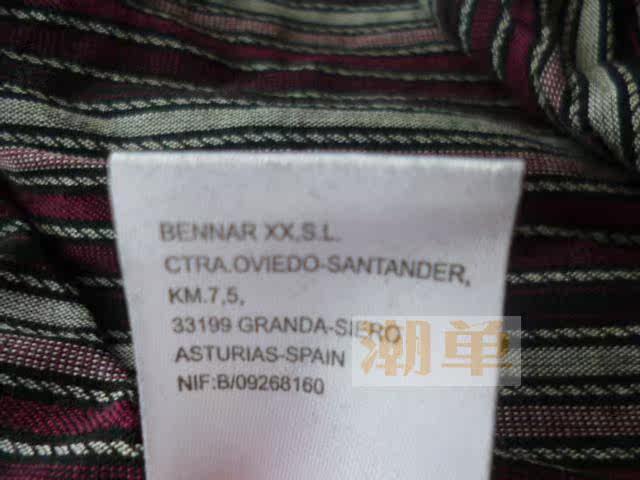 BENNAR XX,S.L.
CTRA.OVIEDO-SANTANDER,
KM.7,5,
33199 GRANDA-SIERO
ASTURIAS-SPAIN
NIF:B/09268160
潮单